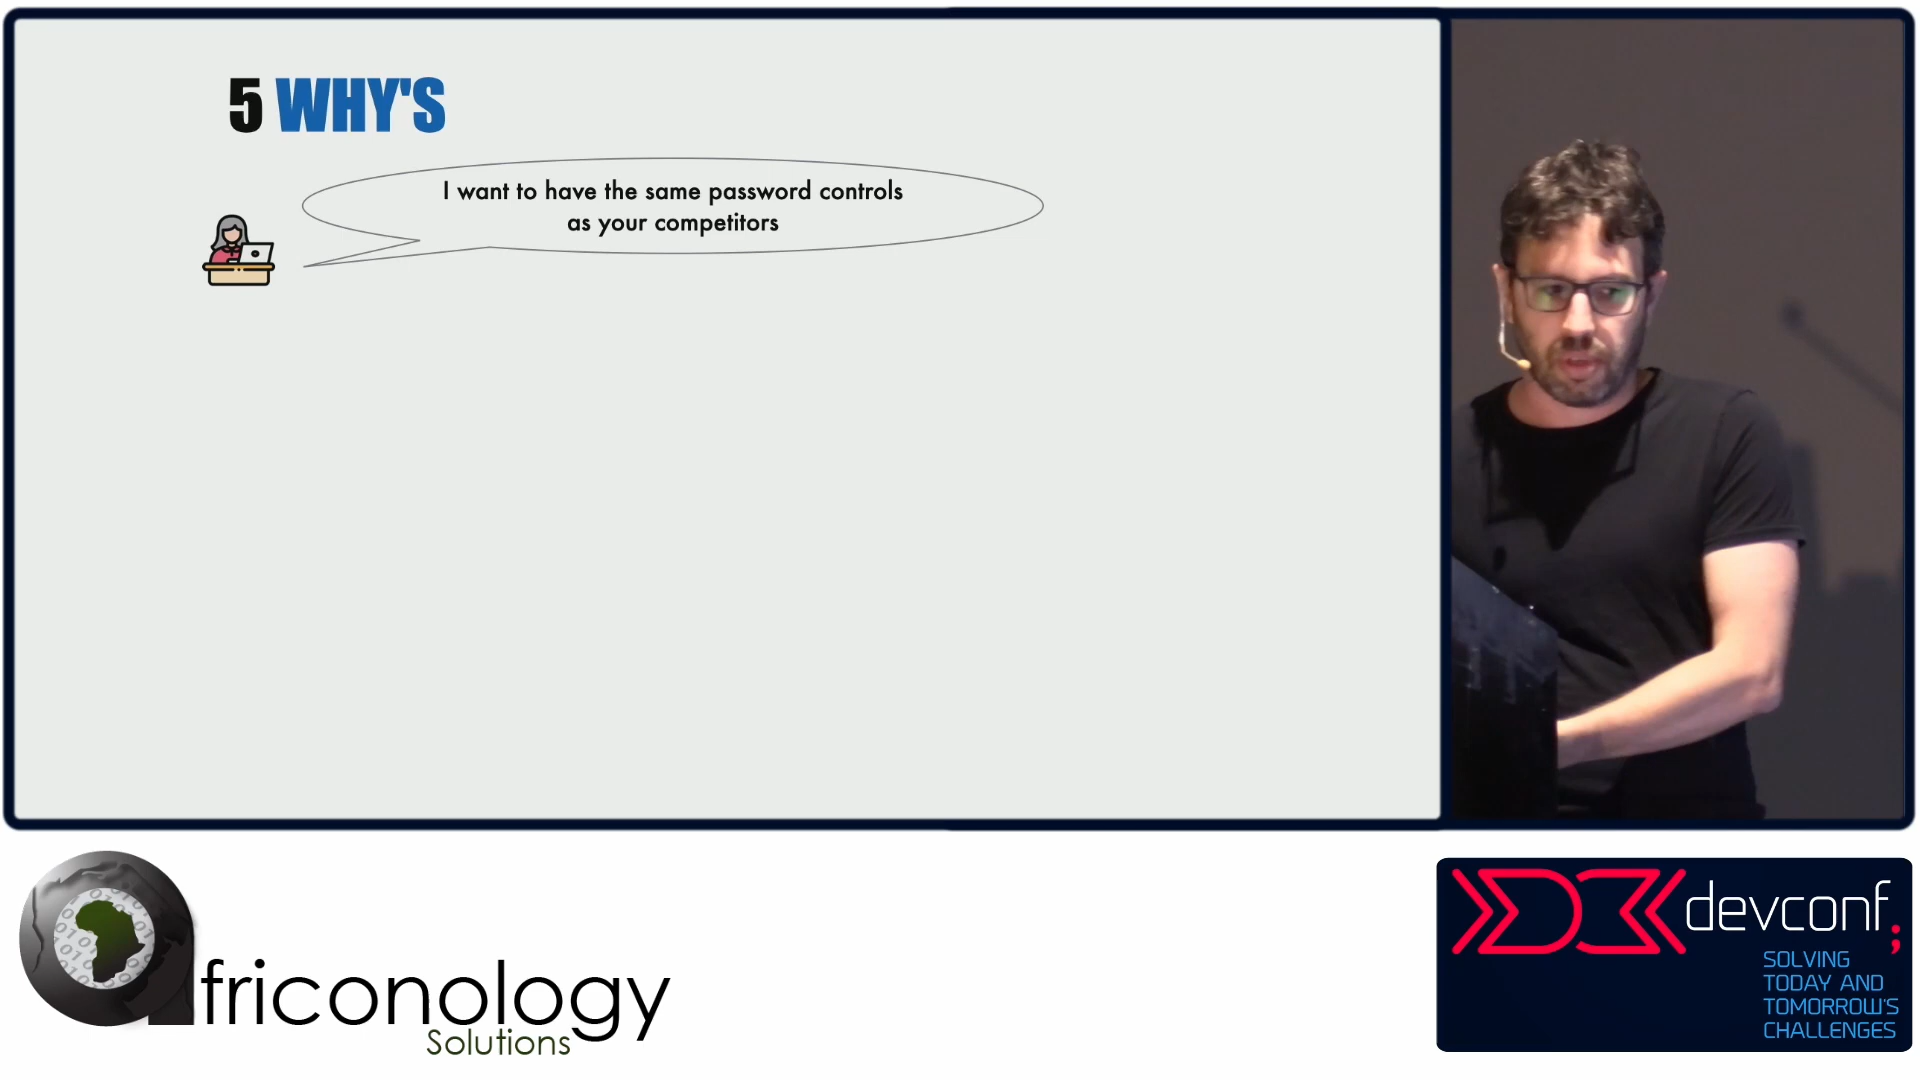 5 WHY'S
I want to have the same password controls
as your competitors
africonology
Solutions
devconf;
SOLVING
TODAY AND
TOMORROW'S
CHALLENGES